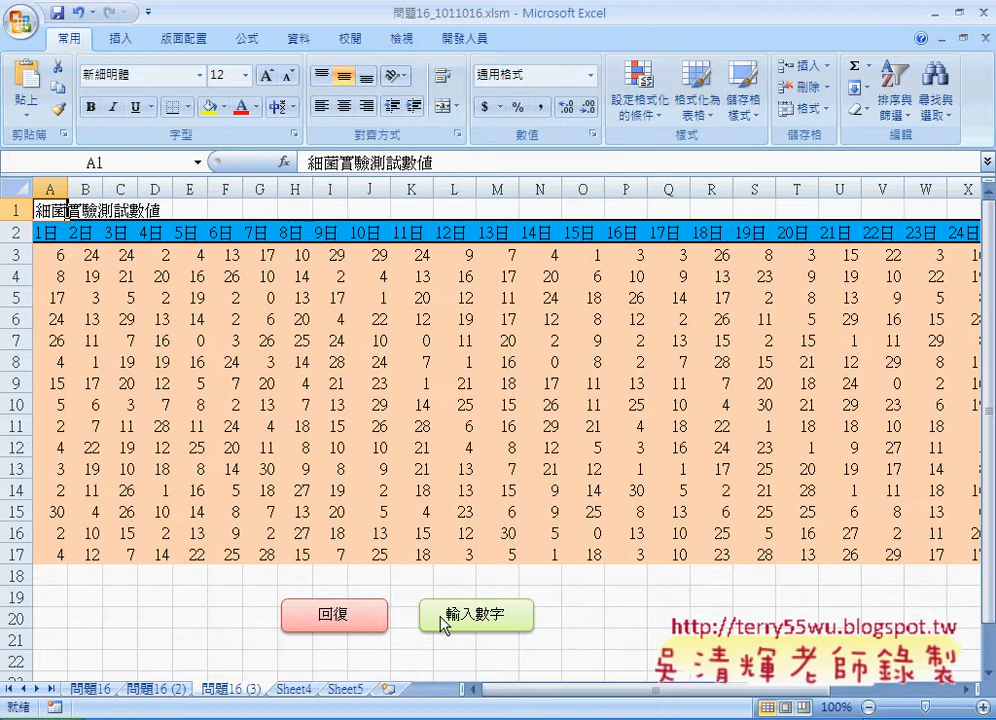 問題16_1011016.xlsm - Microsoft Excel
常用 插入 版面配置 公式 資料 校閱 檢視 開發人員
新細明體 12 通用格式 插入
貼上 B I U 中 $ % , 設定格式化的條件 格式化為表格 儲存格樣式 刪除 格式 排序與篩選 尋找與選取
剪貼簿 字型 對齊方式 數值 樣式 儲存格 編輯
A1 fx 細菌實驗測試數值
A B C D E F G H I J K L M N O P Q R S T U V W X
1 細菌實驗測試數值
2 1日 2日 3日 4日 5日 6日 7日 8日 9日 10日 11日 12日 13日 14日 15日 16日 17日 18日 19日 20日 21日 22日 23日 24日
3 6 24 24 2 4 13 17 10 29 29 24 9 7 4 1 3 3 26 8 3 15 22 3
4 8 19 21 20 16 26 10 14 2 4 13 16 17 20 6 10 9 13 23 9 19 10 22
5 17 3 5 2 19 2 0 13 17 1 20 12 11 24 18 26 14 17 2 8 13 9 5
6 24 13 29 13 14 2 6 20 4 22 12 19 17 12 8 12 2 26 11 5 29 16 15
7 26 11 7 16 0 3 26 25 24 10 0 11 20 2 9 2 13 15 2 15 1 11 29
8 4 1 19 19 16 24 3 14 28 24 7 1 16 0 8 2 7 28 15 21 12 29 8
9 15 17 20 12 5 7 20 4 21 23 1 21 18 17 11 13 11 7 20 18 24 0 2
10 5 6 3 7 8 2 13 7 13 29 14 25 15 26 11 25 10 4 30 21 29 23 6
11 2 7 11 28 11 24 4 18 15 26 28 6 16 29 21 4 18 22 1 18 18 10 18
12 4 22 19 12 25 20 11 8 10 10 21 4 8 12 5 3 16 24 23 1 9 27 11
13 3 19 10 18 8 14 30 9 8 9 21 13 7 21 12 1 1 17 25 20 19 17 14
14 2 11 26 1 16 5 18 27 19 2 18 13 15 9 14 30 5 2 21 28 1 11 18
15 30 4 26 10 14 8 7 13 20 5 4 23 6 9 25 8 13 6 25 25 6 8 13
16 2 10 15 2 13 9 2 27 18 13 15 12 30 5 0 13 10 25 5 16 27 2 11
17 4 12 7 14 22 25 28 15 7 25 18 3 5 1 18 3 10 23 28 13 26 29 17
18
19
20 回復 輸入數字
21
22
http://terry55wu.blogspot.tw
吳清輝老師錄製
問題16 問題16 (2) 問題16 (3) Sheet4 Sheet5
就緒 100%